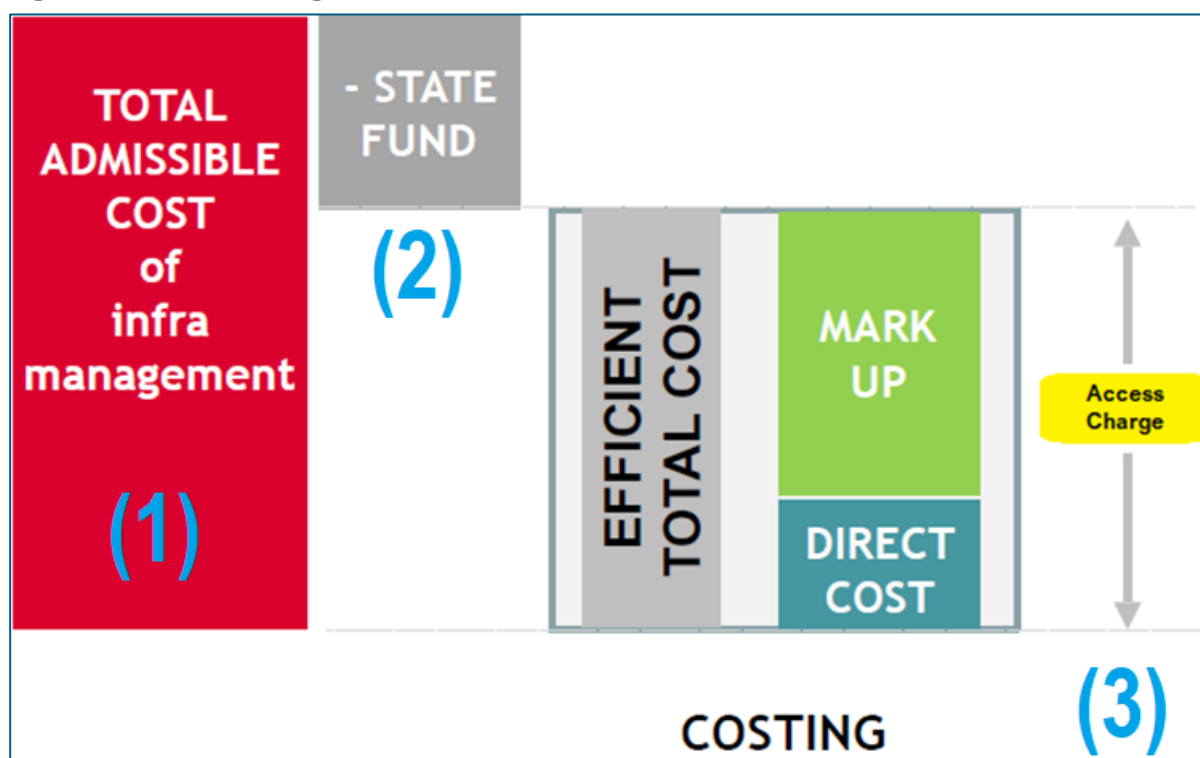 TOTAL
ADMISSIBLE
COST
of
infra
management
(1)
- STATE
FUND
(2)
EFFICIENT
TOTAL COST
MARK
UP
DIRECT
COST
Access
Charge
(3)
COSTING